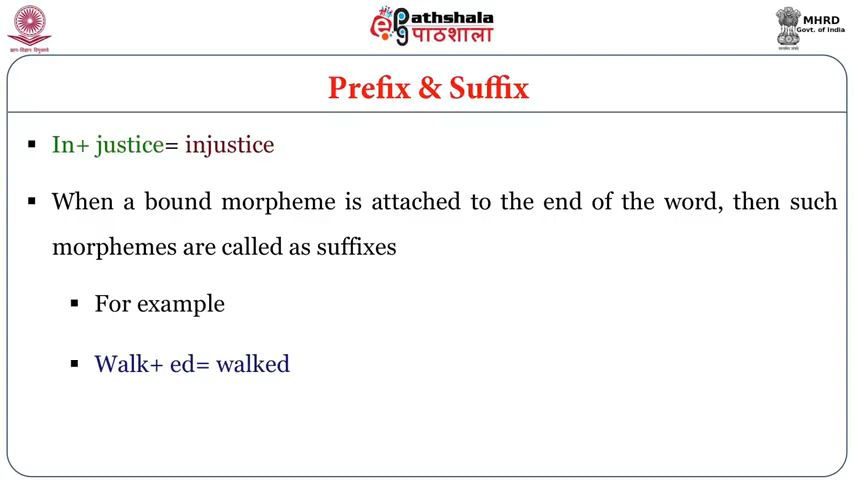 ePathshala
पाठशाला
MHRD
Govt. of India
Prefix & Suffix
In+ justice= injustice
When a bound morpheme is attached to the end of the word, then such
morphemes are called as suffixes
For example
Walk+ ed= walked